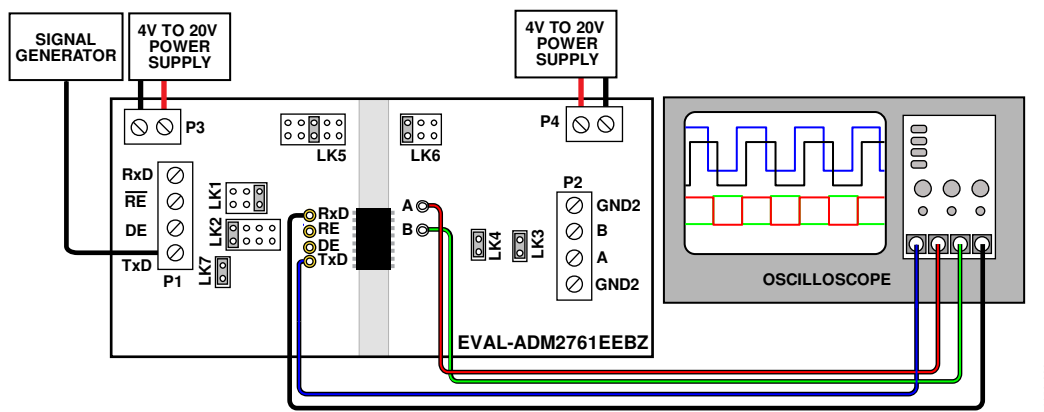 SIGNAL
GENERATOR
4V TO 20V
POWER
SUPPLY
4V TO 20V
POWER
SUPPLY
P3
LK5
LK6
P4
RxD
RE
DE
TxD
P1
LK1
LK2
LK7
RxD
RE
DE
TxD
A
B
LK4
LK3
P2
GND2
B
A
GND2
EVAL-ADM2761EEBZ
OSCILLOSCOPE